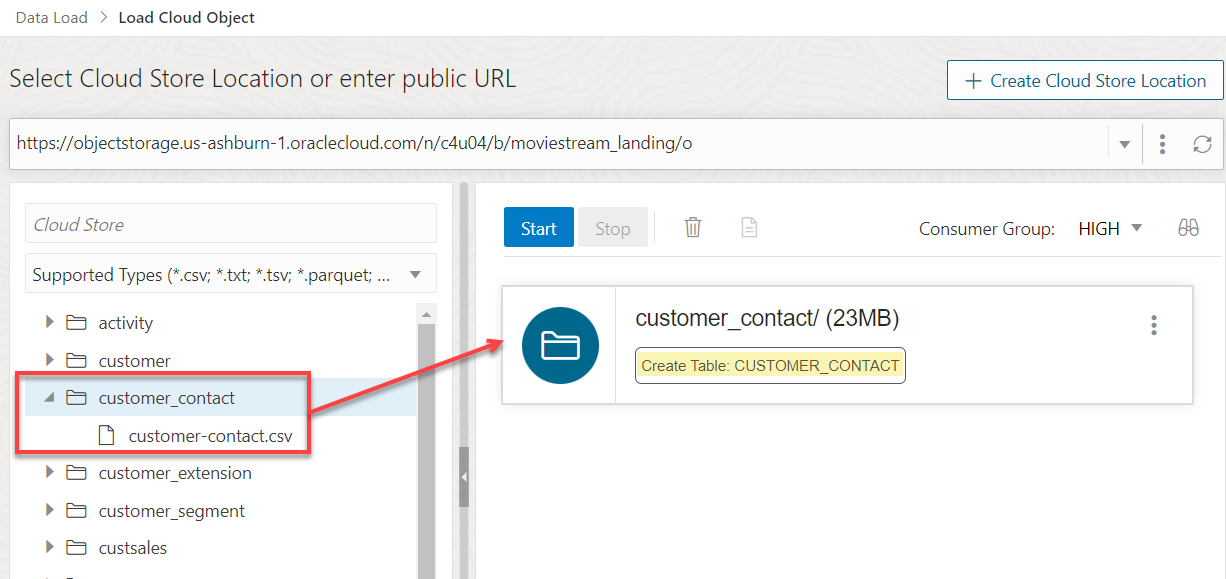 Data Load > Load Cloud Object
Select Cloud Store Location or enter public URL
+ Create Cloud Store Location
https://objectstorage.us-ashburn-1.oraclecloud.com/n/c4u04/b/moviestream_landing/o
Cloud Store
Supported Types (*.csv; *.txt; *.tsv; *.parquet; ...
activity
customer
customer_contact
customer-contact.csv
customer_extension
customer_segment
custsales
Start
Stop
Consumer Group: HIGH
customer_contact/ (23MB)
Create Table: CUSTOMER_CONTACT